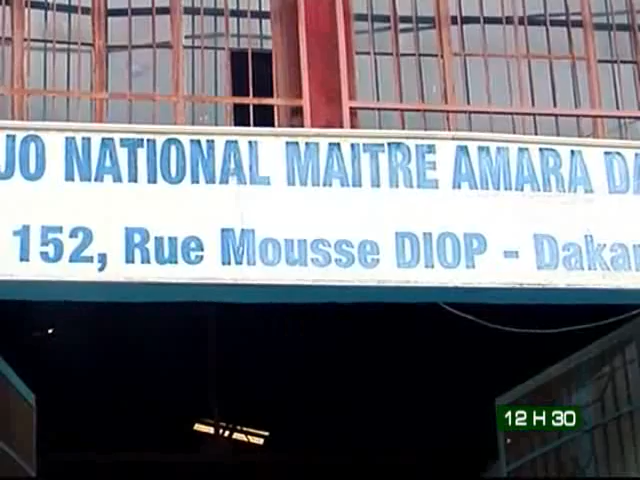 JO NATIONAL MAITRE AMARA DA
152, Rue Mousse DIOP - Dakar
12 H 30